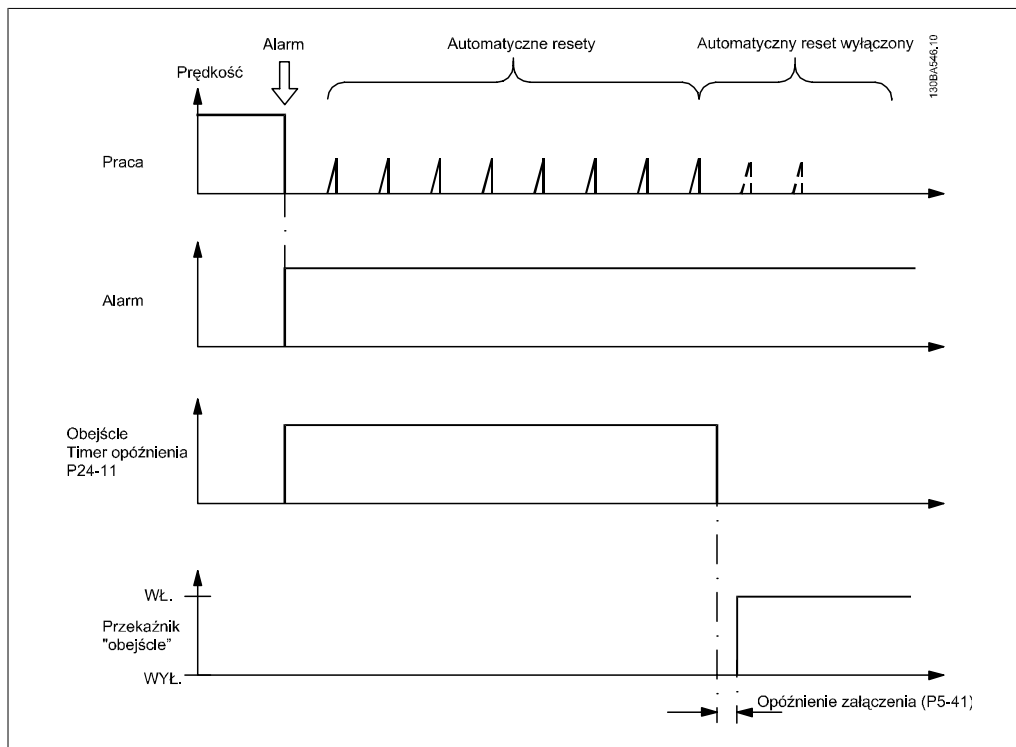 Alarm
Automatyczne resety
Automatyczny reset wyłączony
130BA546.10
Prędkość
Praca
Alarm
Obejście
Timer opóźnienia
P24-11
WŁ.
Przekaźnik
"obejście”
WYŁ.
Opóźnienie załączenia (P5-41)